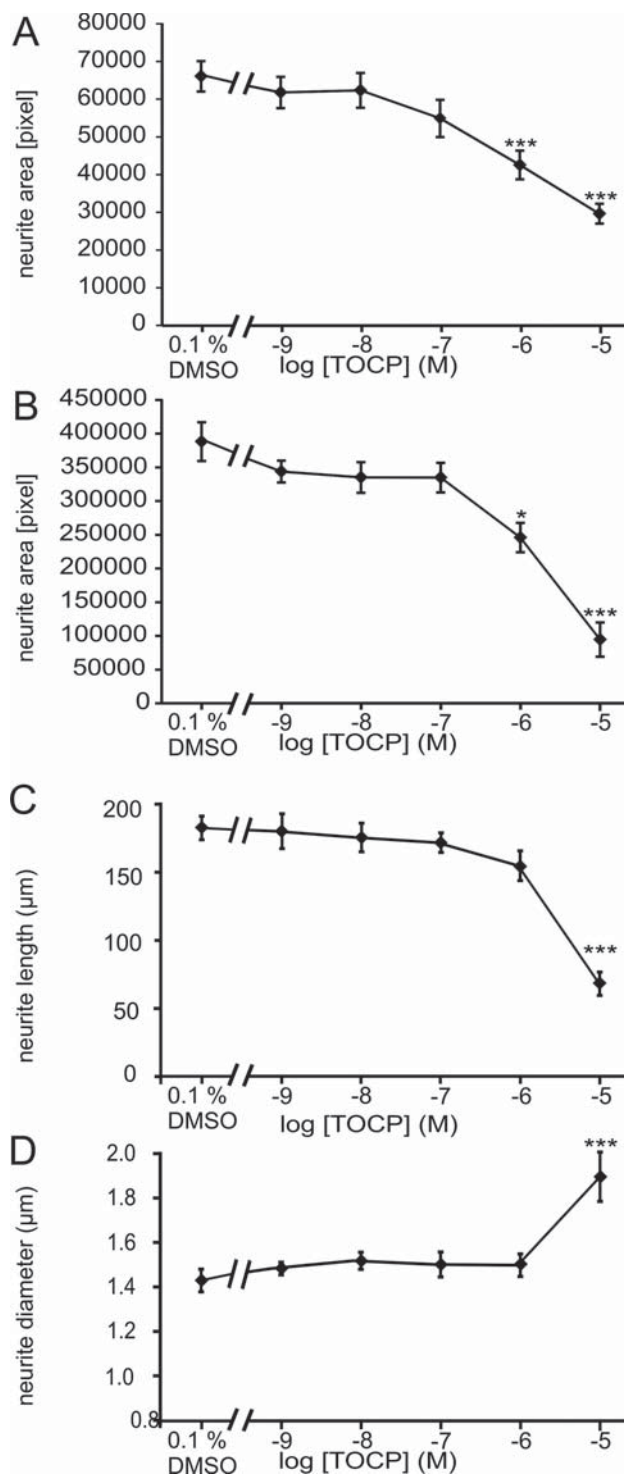 A
80000
70000
60000
50000
40000
30000
20000
10000
0
neurite area [pixel]
***
***
0.1 % -9 -8 -7 -6 -5
DMSO log [TOCP] (M)
B
450000
400000
350000
300000
250000
200000
150000
100000
50000
0
neurite area [pixel]
*
***
0.1 % -9 -8 -7 -6 -5
DMSO log [TOCP] (M)
C
200
150
100
50
0
neurite length (µm)
***
0.1 % -9 -8 -7 -6 -5
DMSO log [TOCP] (M)
D
2.0
1.8
1.6
1.4
1.2
1.0
0.8
neurite diameter (µm)
***
0.1 % -9 -8 -7 -6 -5
DMSO log [TOCP] (M)